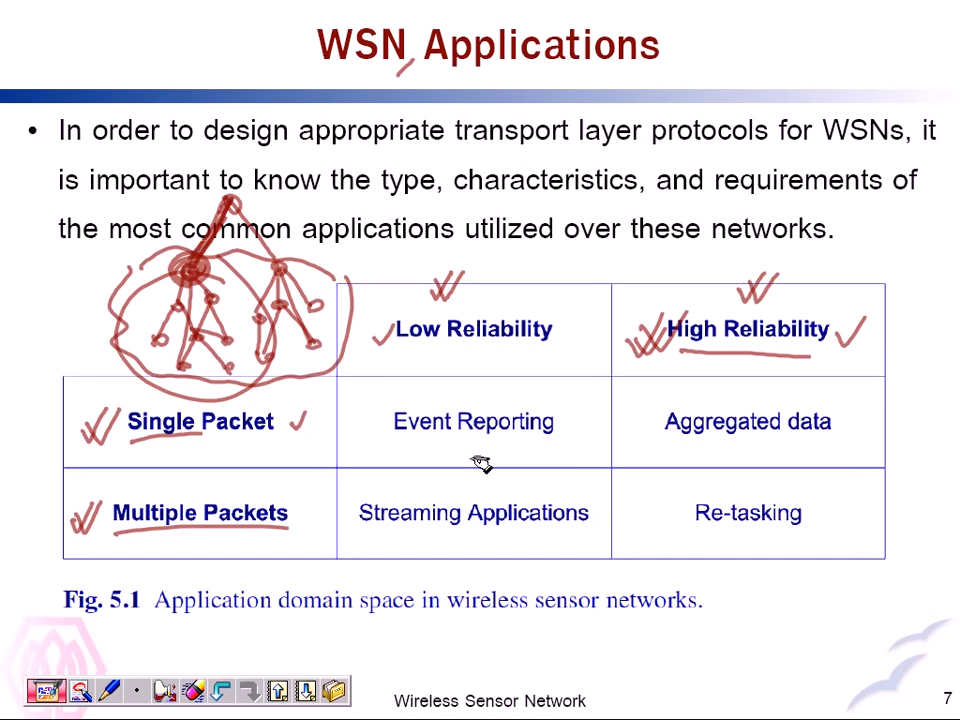 WSN Applications
• In order to design appropriate transport layer protocols for WSNs, it
is important to know the type, characteristics, and requirements of
the most common applications utilized over these networks.
Low Reliability High Reliability
Single Packet Event Reporting Aggregated data
Multiple Packets Streaming Applications Re-tasking
Fig. 5.1 Application domain space in wireless sensor networks.
Wireless Sensor Network 7